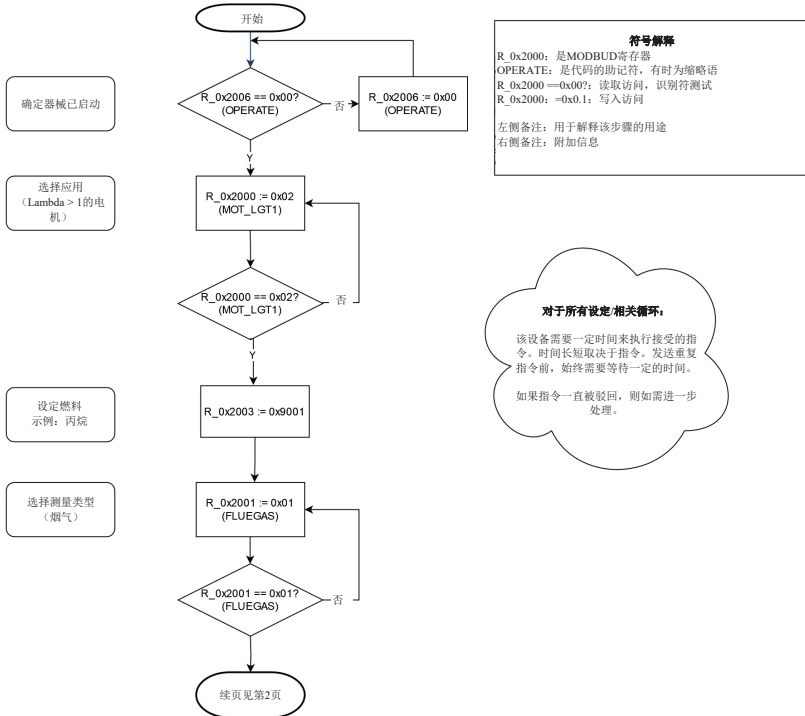 开始
确定器械已启动
R_0x2006 == 0x00?
(OPERATE)
否
R_0x2006 := 0x00
(OPERATE)
Y
选择应用
（Lambda > 1的电
机）
R_0x2000 := 0x02
(MOT_LGT1)
R_0x2000 == 0x02?
(MOT_LGT1)
否
Y
设定燃料
示例：丙烷
R_0x2003 := 0x9001
选择测量类型
（烟气）
R_0x2001 := 0x01
(FLUEGAS)
R_0x2001 == 0x01?
(FLUEGAS)
否
续页见第2页
符号解释
R_0x2000：是MODBUD寄存器
OPERATE：是代码的助记符，有时为缩略语
R_0x2000 ==0x00?：读取访问，识别符测试
R_0x2000：=0x0.1：写入访问
左侧备注：用于解释该步骤的用途
右侧备注：附加信息
对于所有设定/相关循环：
该设备需要一定时间来执行接受的指
令。时间长短取决于指令。发送重复
指令前，始终需要等待一定的时间。
如果指令一直被驳回，则如需进一步
处理。